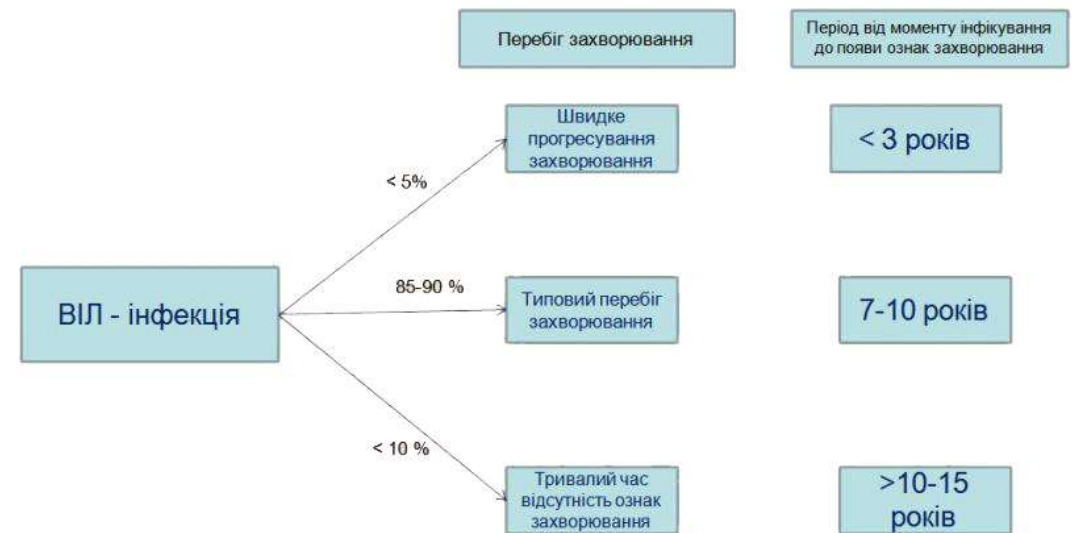 Перебіг захворювання
Період від моменту інфікування
до появи ознак захворювання
Швидке
прогресування
захворювання
< 3 років
< 5%
ВІЛ - інфекція
85-90 %
Типовий перебіг
захворювання
7-10 років
< 10 %
Тривалий час
відсутність ознак
захворювання
>10-15
років